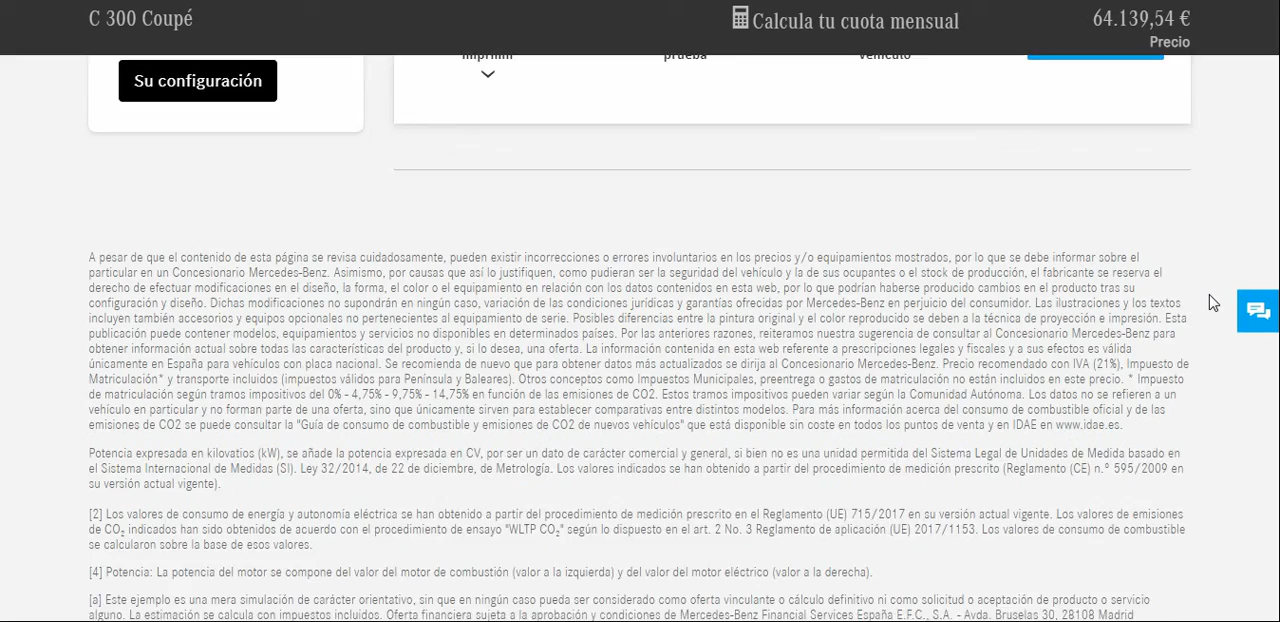 C 300 Coupé
Calcula tu cuota mensual
64.139,54 €
Precio
imprimir
prueba
vehículo
Su configuración
A pesar de que el contenido de esta página se revisa cuidadosamente, pueden existir incorrecciones o errores involuntarios en los precios y/o equipamientos mostrados, por lo que se debe informar sobre el
particular en un Concesionario Mercedes-Benz. Asimismo, por causas que así lo justifiquen, como pudieran ser la seguridad del vehículo y la de sus ocupantes o el stock de producción, el fabricante se reserva el
derecho de efectuar modificaciones en el diseño, la forma, el color o el equipamiento en relación con los datos contenidos en esta web, por lo que podrían haberse producido cambios en el producto tras su
configuración y diseño. Dichas modificaciones no supondrán en ningún caso, variación de las condiciones jurídicas y garantías ofrecidas por Mercedes-Benz en perjuicio del consumidor. Las ilustraciones y los textos
incluyen también accesorios y equipos opcionales no pertenecientes al equipamiento de serie. Posibles diferencias entre la pintura original y el color reproducido se deben a la técnica de proyección e impresión. Esta
publicación puede contener modelos, equipamientos y servicios no disponibles en determinados países. Por las anteriores razones, reiteramos nuestra sugerencia de consultar al Concesionario Mercedes-Benz para
obtener información actual sobre todas las características del producto y, si lo desea, una oferta. La información contenida en esta web referente a prescripciones legales y fiscales y a sus efectos es válida
únicamente en España para vehículos con placa nacional. Se recomienda de nuevo que para obtener datos más actualizados se dirija al Concesionario Mercedes-Benz. Precio recomendado con IVA (21%), Impuesto de
Matriculación* y transporte incluidos (impuestos válidos para Península y Baleares). Otros conceptos como Impuestos Municipales, preentrega o gastos de matriculación no están incluidos en este precio. * Impuesto
de matriculación según tramos impositivos del 0% - 4,75% - 9,75% - 14,75% en función de las emisiones de CO2. Estos tramos impositivos pueden variar según la Comunidad Autónoma. Los datos no se refieren a un
vehículo en particular y no forman parte de una oferta, sino que únicamente sirven para establecer comparativas entre distintos modelos. Para más información acerca del consumo de combustible oficial y de las
emisiones de CO2 se puede consultar la "Guía de consumo de combustible y emisiones de CO2 de nuevos vehículos" que está disponible sin coste en todos los puntos de venta y en IDAE en www.idae.es.
Potencia expresada en kilovatios (kW), se añade la potencia expresada en CV, por ser un dato de carácter comercial y general, si bien no es una unidad permitida del Sistema Legal de Unidades de Medida basado en
el Sistema Internacional de Medidas (SI). Ley 32/2014, de 22 de diciembre, de Metrología. Los valores indicados se han obtenido a partir del procedimiento de medición prescrito (Reglamento (CE) n.º 595/2009 en
su versión actual vigente).
[2] Los valores de consumo de energía y autonomía eléctrica se han obtenido a partir del procedimiento de medición prescrito en el Reglamento (UE) 715/2017 en su versión actual vigente. Los valores de emisiones
de CO₂ indicados han sido obtenidos de acuerdo con el procedimiento de ensayo "WLTP CO₂" según lo dispuesto en el art. 2 No. 3 Reglamento de aplicación (UE) 2017/1153. Los valores de consumo de combustible
se calcularon sobre la base de esos valores.
[4] Potencia: La potencia del motor se compone del valor del motor de combustión (valor a la izquierda) y del valor del motor eléctrico (valor a la derecha).
[a] Este ejemplo es una mera simulación de carácter orientativo, sin que en ningún caso pueda ser considerado como oferta vinculante o cálculo definitivo ni como solicitud o aceptación de producto o servicio
alguno. La estimación se calcula con impuestos incluidos. Oferta financiera sujeta a la aprobación y condiciones de Mercedes-Benz Financial Services España E.F.C., S.A. - Avda. Bruselas 30, 28108 Madrid